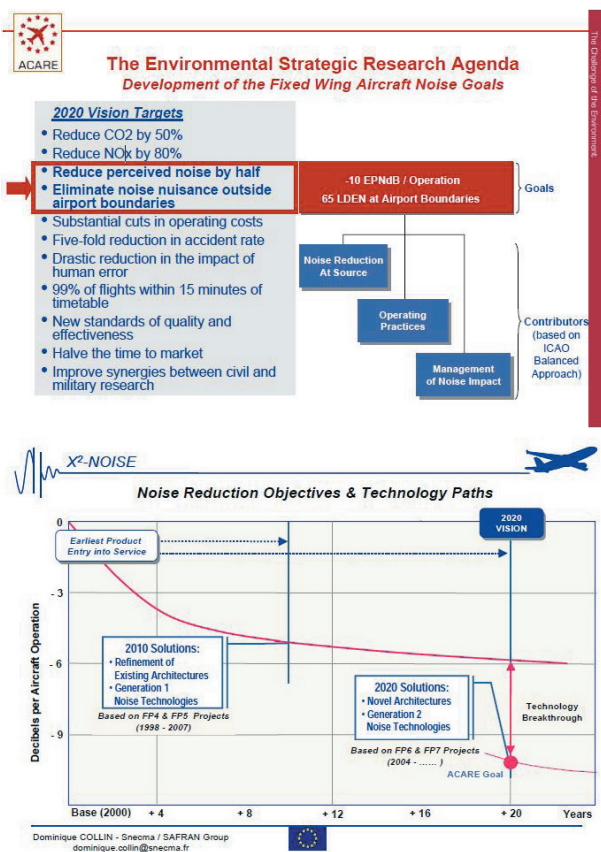 ACARE
The Environmental Strategic Research Agenda
Development of the Fixed Wing Aircraft Noise Goals
The Challenge of the Environment
2020 Vision Targets
• Reduce CO2 by 50%
• Reduce NOx by 80%
• Reduce perceived noise by half
• Eliminate noise nuisance outside
airport boundaries
• Substantial cuts in operating costs
• Five-fold reduction in accident rate
• Drastic reduction in the impact of
human error
• 99% of flights within 15 minutes of
timetable
• New standards of quality and
effectiveness
• Halve the time to market
• Improve synergies between civil and
military research
-10 EPNdB / Operation
65 LDEN at Airport Boundaries
Goals
Noise Reduction
At Source
Operating
Practices
Management
of Noise Impact
Contributors
(based on
ICAO
Balanced
Approach)
X²-NOISE
Noise Reduction Objectives & Technology Paths
2020
VISION
0
Earliest Product
Entry into Service
- 3
- 6
- 9
Decibels per Aircraft Operation
2010 Solutions:
• Refinement of
Existing Architectures
• Generation 1
Noise Technologies
Based on FP4 & FP5 Projects
(1998 - 2007)
2020 Solutions:
• Novel Architectures
• Generation 2
Noise Technologies
Based on FP6 & FP7 Projects
(2004 - ...... )
Technology
Breakthrough
ACARE Goal
Base (2000) + 4 + 8 + 12 + 16 + 20 Years
Dominique COLLIN - Snecma / SAFRAN Group
dominique.collin@snecma.fr